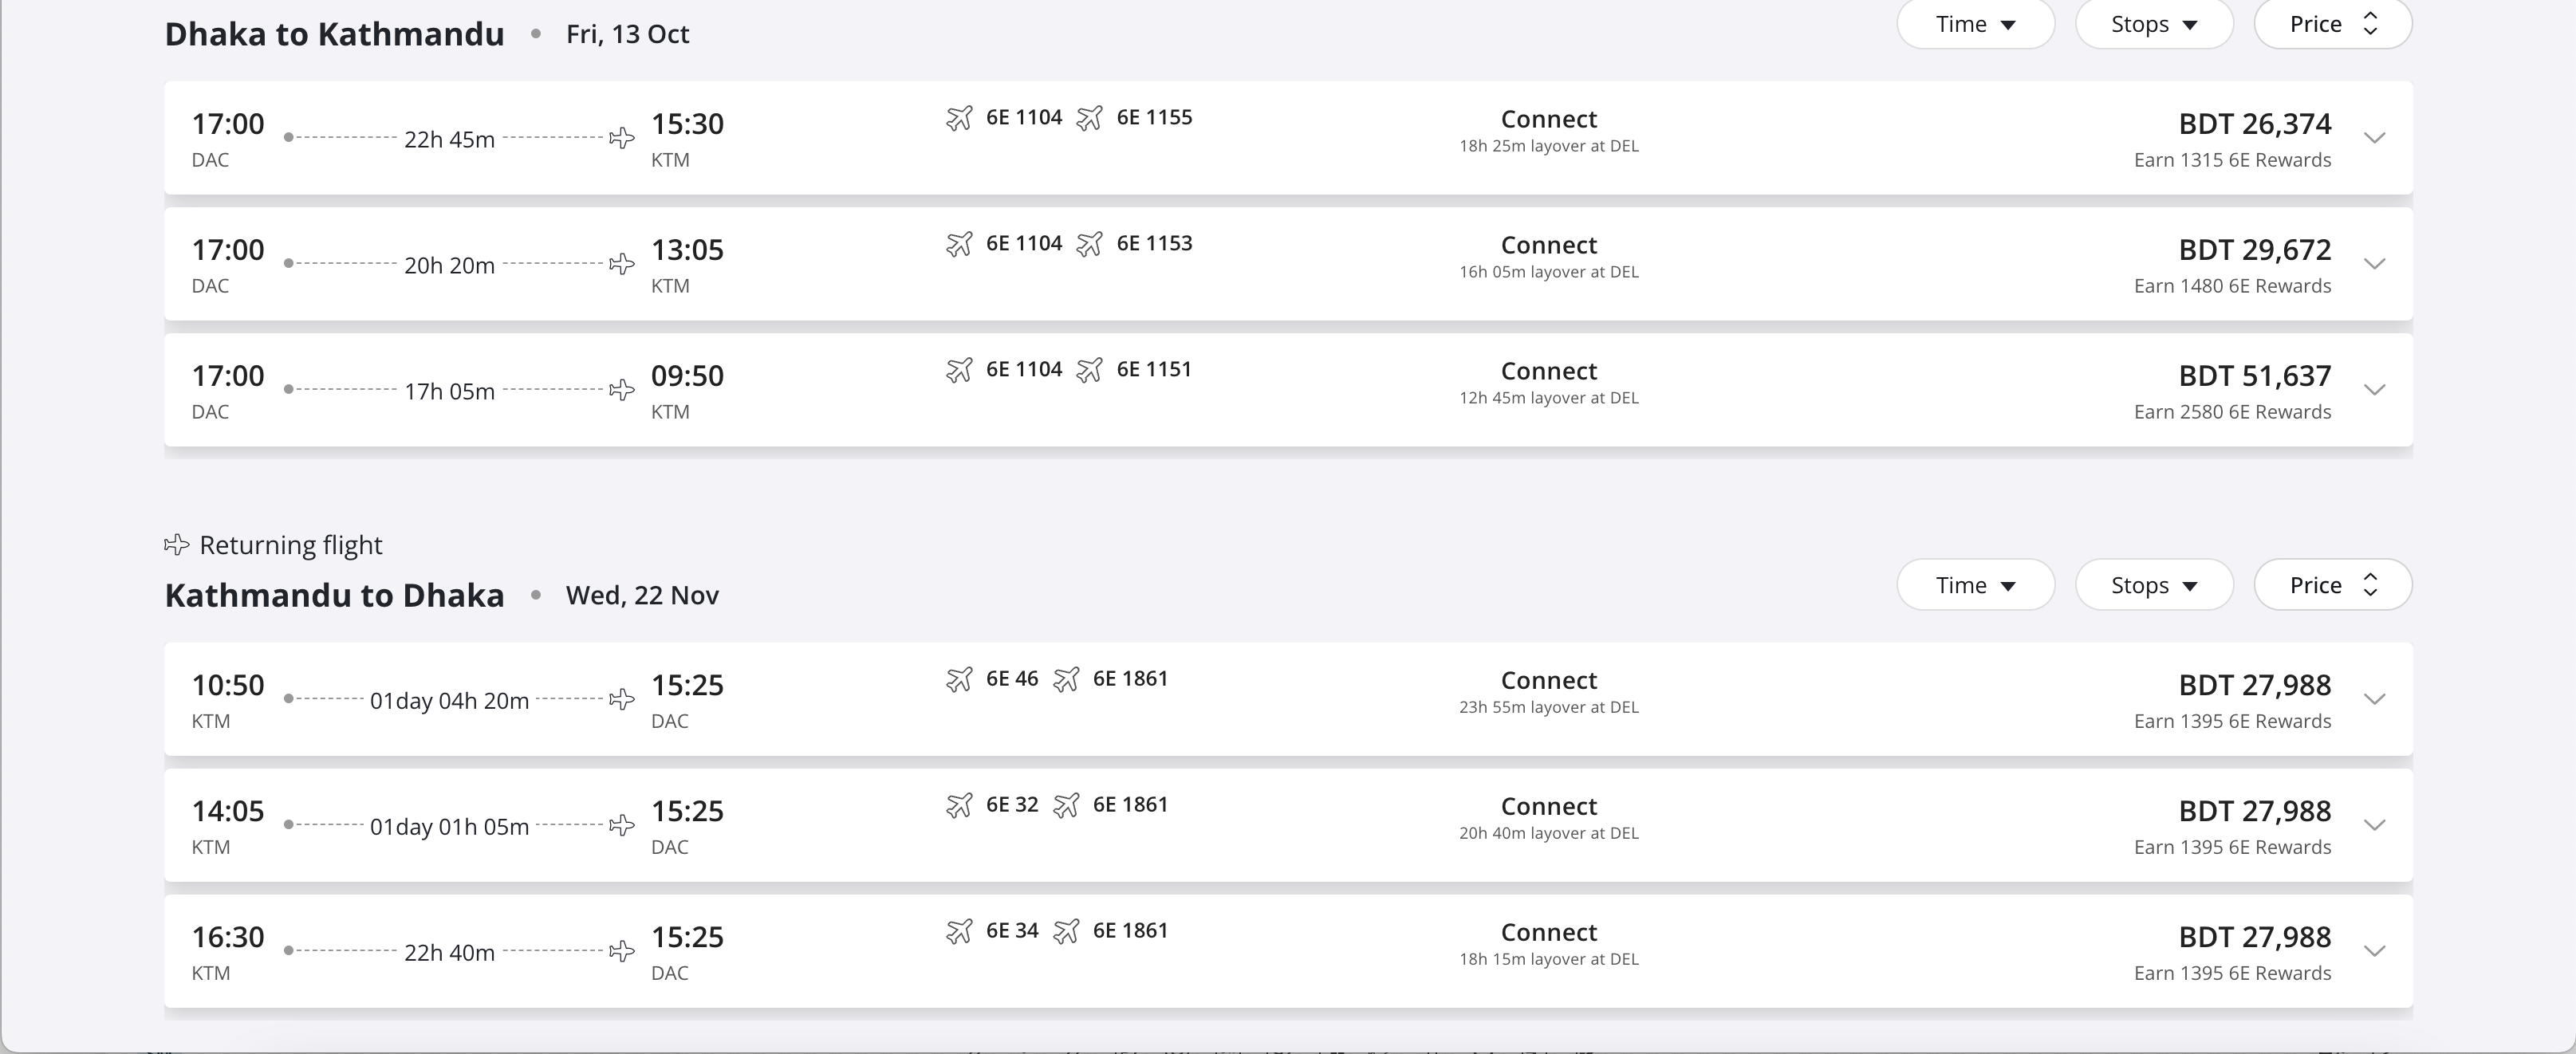 Dhaka to Kathmandu • Fri, 13 Oct Time Stops Price
17:00 22h 45m 15:30 6E 1104 6E 1155 Connect BDT 26,374
DAC KTM 18h 25m layover at DEL Earn 1315 6E Rewards
17:00 20h 20m 13:05 6E 1104 6E 1153 Connect BDT 29,672
DAC KTM 16h 05m layover at DEL Earn 1480 6E Rewards
17:00 17h 05m 09:50 6E 1104 6E 1151 Connect BDT 51,637
DAC KTM 12h 45m layover at DEL Earn 2580 6E Rewards
Returning flight
Kathmandu to Dhaka • Wed, 22 Nov Time Stops Price
10:50 01day 04h 20m 15:25 6E 46 6E 1861 Connect BDT 27,988
KTM DAC 23h 55m layover at DEL Earn 1395 6E Rewards
14:05 01day 01h 05m 15:25 6E 32 6E 1861 Connect BDT 27,988
KTM DAC 20h 40m layover at DEL Earn 1395 6E Rewards
16:30 22h 40m 15:25 6E 34 6E 1861 Connect BDT 27,988
KTM DAC 18h 15m layover at DEL Earn 1395 6E Rewards